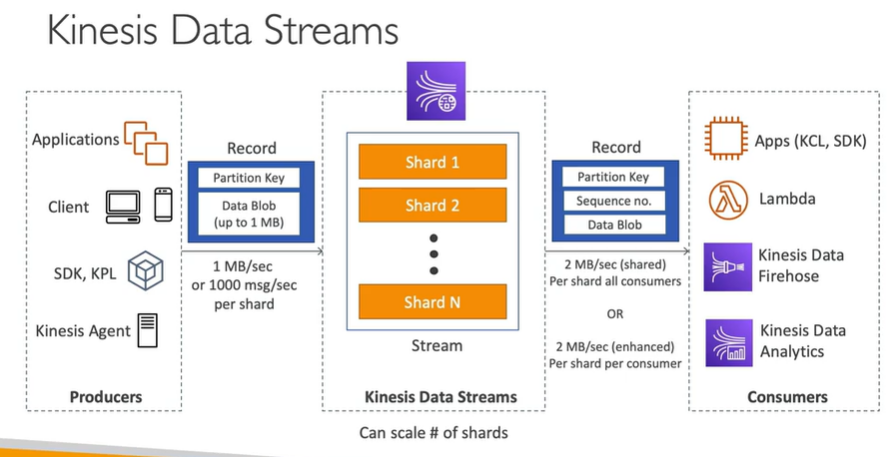 Kinesis Data Streams
Applications
Client
SDK, KPL
Kinesis Agent
Producers
Record
Partition Key
Data Blob
(up to 1 MB)
1 MB/sec
or 1000 msg/sec
per shard
Shard 1
Shard 2
Shard N
Stream
Kinesis Data Streams
Can scale # of shards
Record
Partition Key
Sequence no.
Data Blob
2 MB/sec (shared)
Per shard all consumers
OR
2 MB/sec (enhanced)
Per shard per consumer
Apps (KCL, SDK)
Lambda
Kinesis Data
Firehose
Kinesis Data
Analytics
Consumers